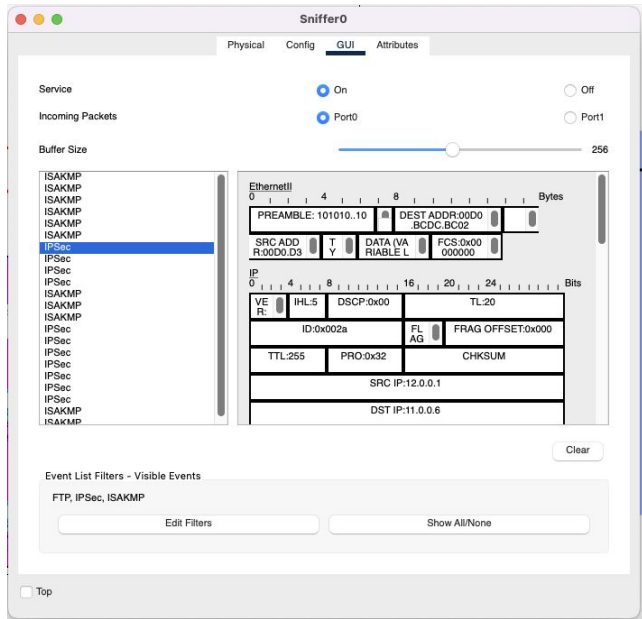 Sniffer0
Physical Config GUI Attributes
Service On Off
Incoming Packets Port0 Port1
Buffer Size 256
ISAKMP
ISAKMP
ISAKMP
ISAKMP
ISAKMP
ISAKMP
IPSec
IPSec
IPSec
IPSec
ISAKMP
ISAKMP
ISAKMP
IPSec
IPSec
IPSec
IPSec
IPSec
IPSec
IPSec
ISAKMP
ISAKMP
EthernetII
0 4 8 Bytes
PREAMBLE: 101010..10 DEST ADDR:00D0
.BCDC.BC02
SRC ADD T DATA (VA FCS:0x00
R:00D0.D3 Y RIABLE L 000000
IP
0 4 8 16 20 24 Bits
VE IHL:5 DSCP:0x00 TL:20
R:
ID:0x002a FL FRAG OFFSET:0x000
AG
TTL:255 PRO:0x32 CHKSUM
SRC IP:12.0.0.1
DST IP:11.0.0.6
Clear
Event List Filters - Visible Events
FTP, IPSec, ISAKMP
Edit Filters Show All/None
Top